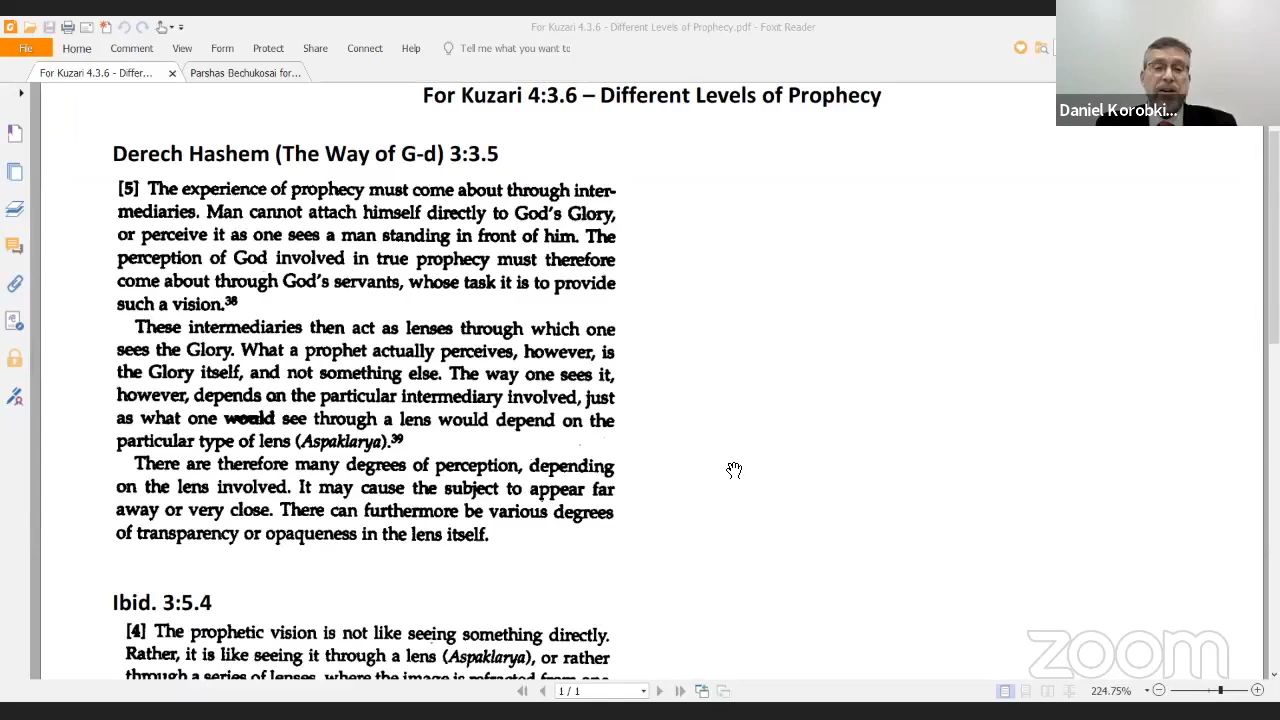 For Kuzari 4.3.6 - Different Levels of Prophecy.pdf - Foxit Reader
File Home Comment View Form Protect Share Connect Help Tell me what you want to
For Kuzari 4.3.6 - Differ... Parshas Bechukosai for...
Daniel Korobki...
For Kuzari 4:3.6 – Different Levels of Prophecy
Derech Hashem (The Way of G-d) 3:3.5
[5] The experience of prophecy must come about through inter-
mediaries. Man cannot attach himself directly to God's Glory,
or perceive it as one sees a man standing in front of him. The
perception of God involved in true prophecy must therefore
come about through God's servants, whose task it is to provide
such a vision.³⁸
These intermediaries then act as lenses through which one
sees the Glory. What a prophet actually perceives, however, is
the Glory itself, and not something else. The way one sees it,
however, depends on the particular intermediary involved, just
as what one would see through a lens would depend on the
particular type of lens (Aspaklarya).³⁹
There are therefore many degrees of perception, depending
on the lens involved. It may cause the subject to appear far
away or very close. There can furthermore be various degrees
of transparency or opaqueness in the lens itself.
Ibid. 3:5.4
[4] The prophetic vision is not like seeing something directly.
Rather, it is like seeing it through a lens (Aspaklarya), or rather
through a series of lenses, where the image is refracted from one
zoom
1 / 1
224.75%